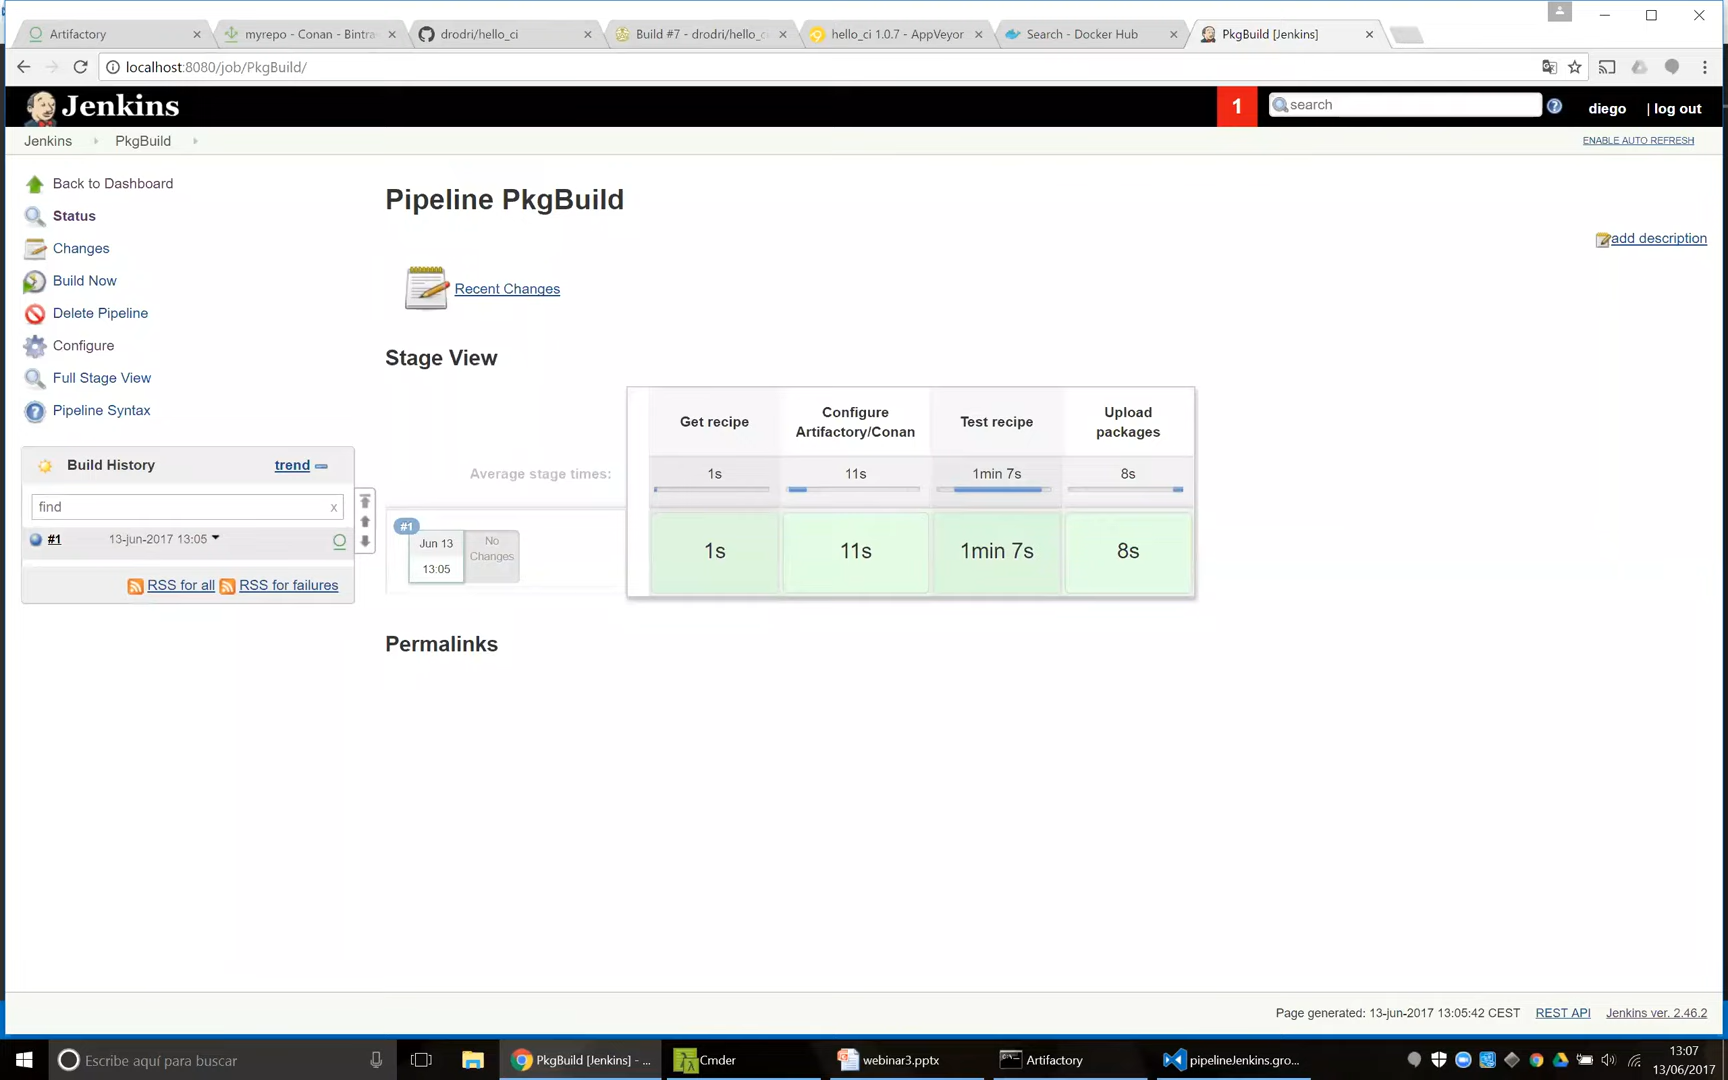 Artifactory
myrepo - Conan - Bintra
drodri/hello_ci
Build #7 - drodri/hello_c
hello_ci 1.0.7 - AppVeyor
Search - Docker Hub
PkgBuild [Jenkins]
localhost:8080/job/PkgBuild/
Jenkins
1
search
diego
| log out
Jenkins
PkgBuild
ENABLE AUTO REFRESH
Back to Dashboard
Status
Changes
Build Now
Delete Pipeline
Configure
Full Stage View
Pipeline Syntax
Build History
trend
find
x
#1
13-jun-2017 13:05
RSS for all
RSS for failures
Pipeline PkgBuild
add description
Recent Changes
Stage View
Get recipe
Configure
Artifactory/Conan
Test recipe
Upload
packages
Average stage times:
1s
11s
1min 7s
8s
#1
Jun 13
13:05
No
Changes
1s
11s
1min 7s
8s
Permalinks
Page generated: 13-jun-2017 13:05:42 CEST
REST API
Jenkins ver. 2.46.2
Escribe aquí para buscar
PkgBuild [Jenkins] - ...
Cmder
webinar3.pptx
Artifactory
pipelineJenkins.gro...
13:07
13/06/2017